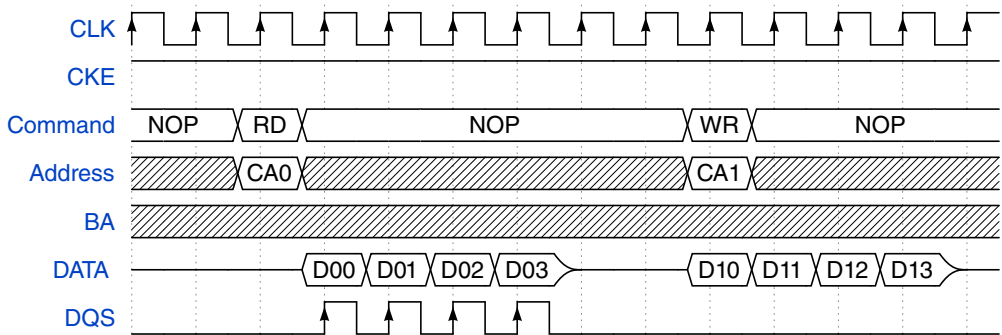 CLK
CKE
Command NOP RD NOP WR NOP
Address CA0 CA1
BA
DATA D00 D01 D02 D03 D10 D11 D12 D13
DQS